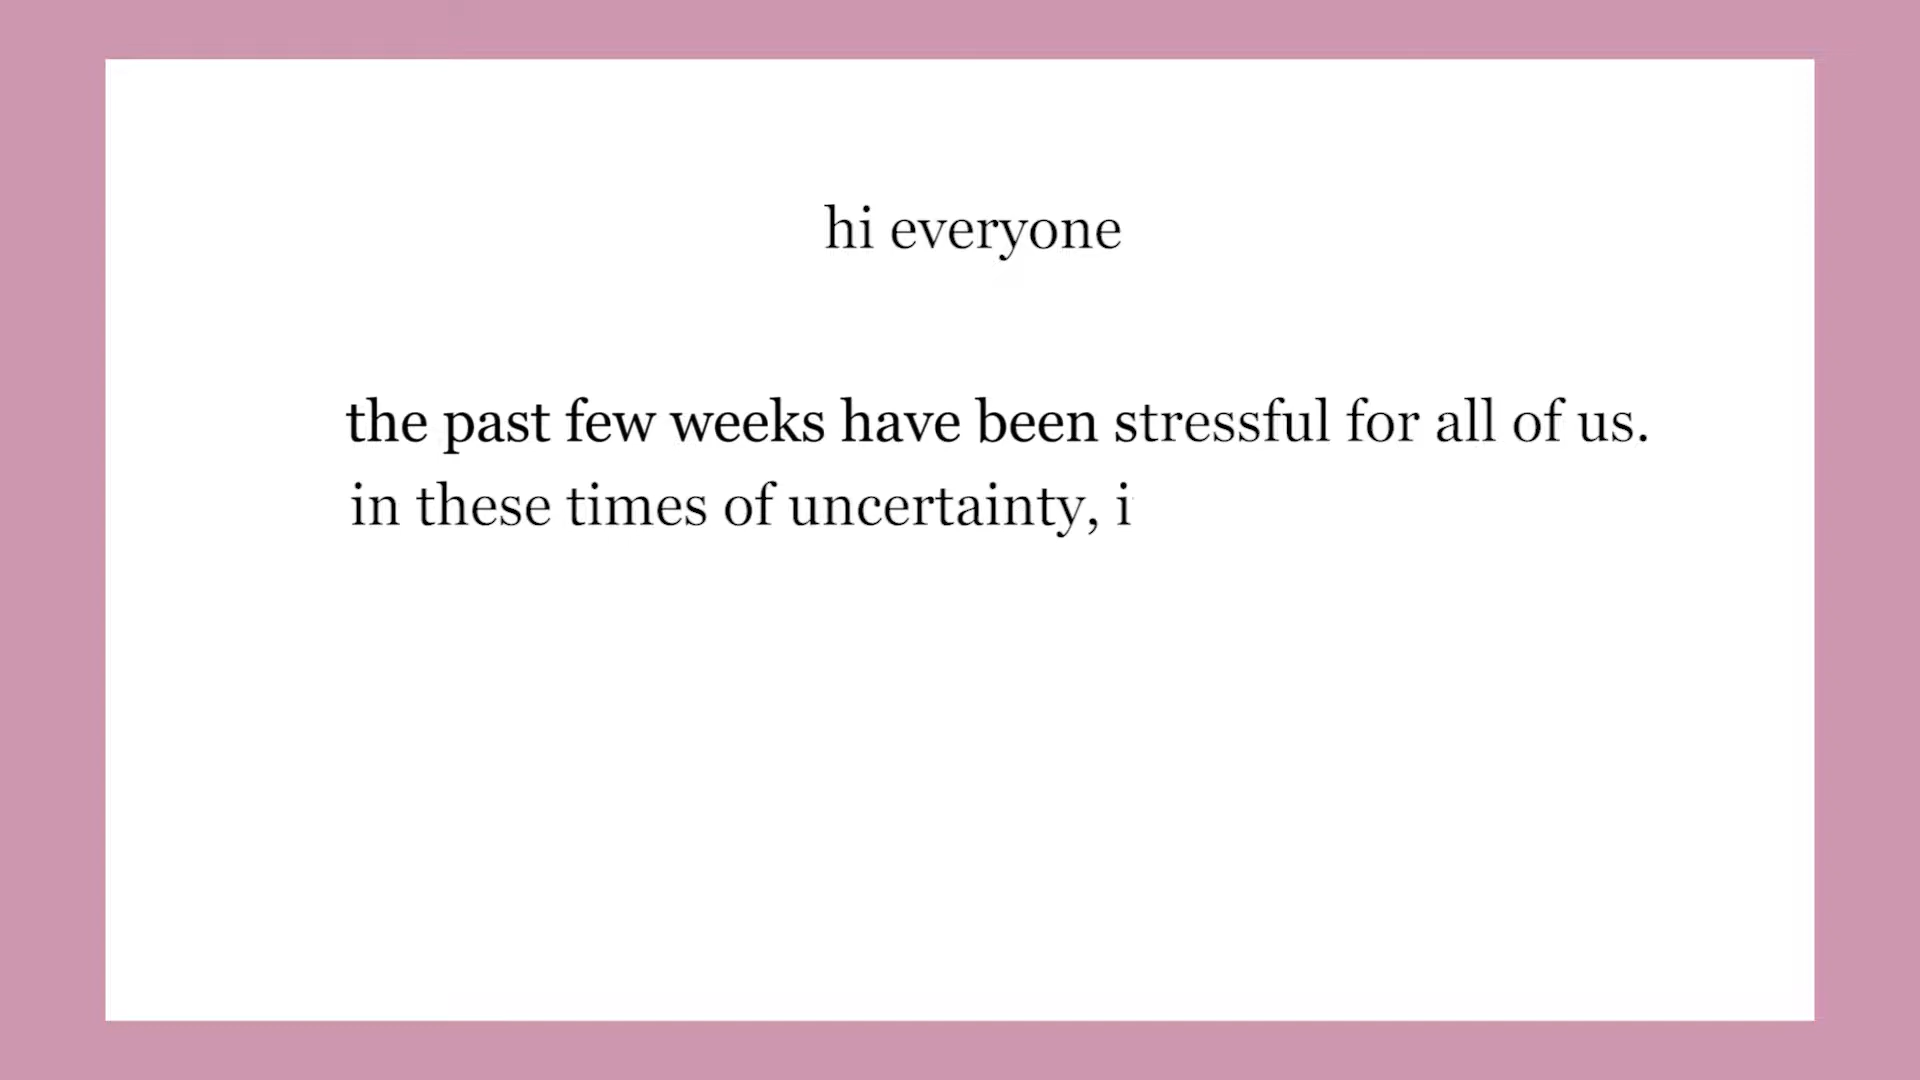 hi everyone
the past few weeks have been stressful for all of us.
in these times of uncertainty, i